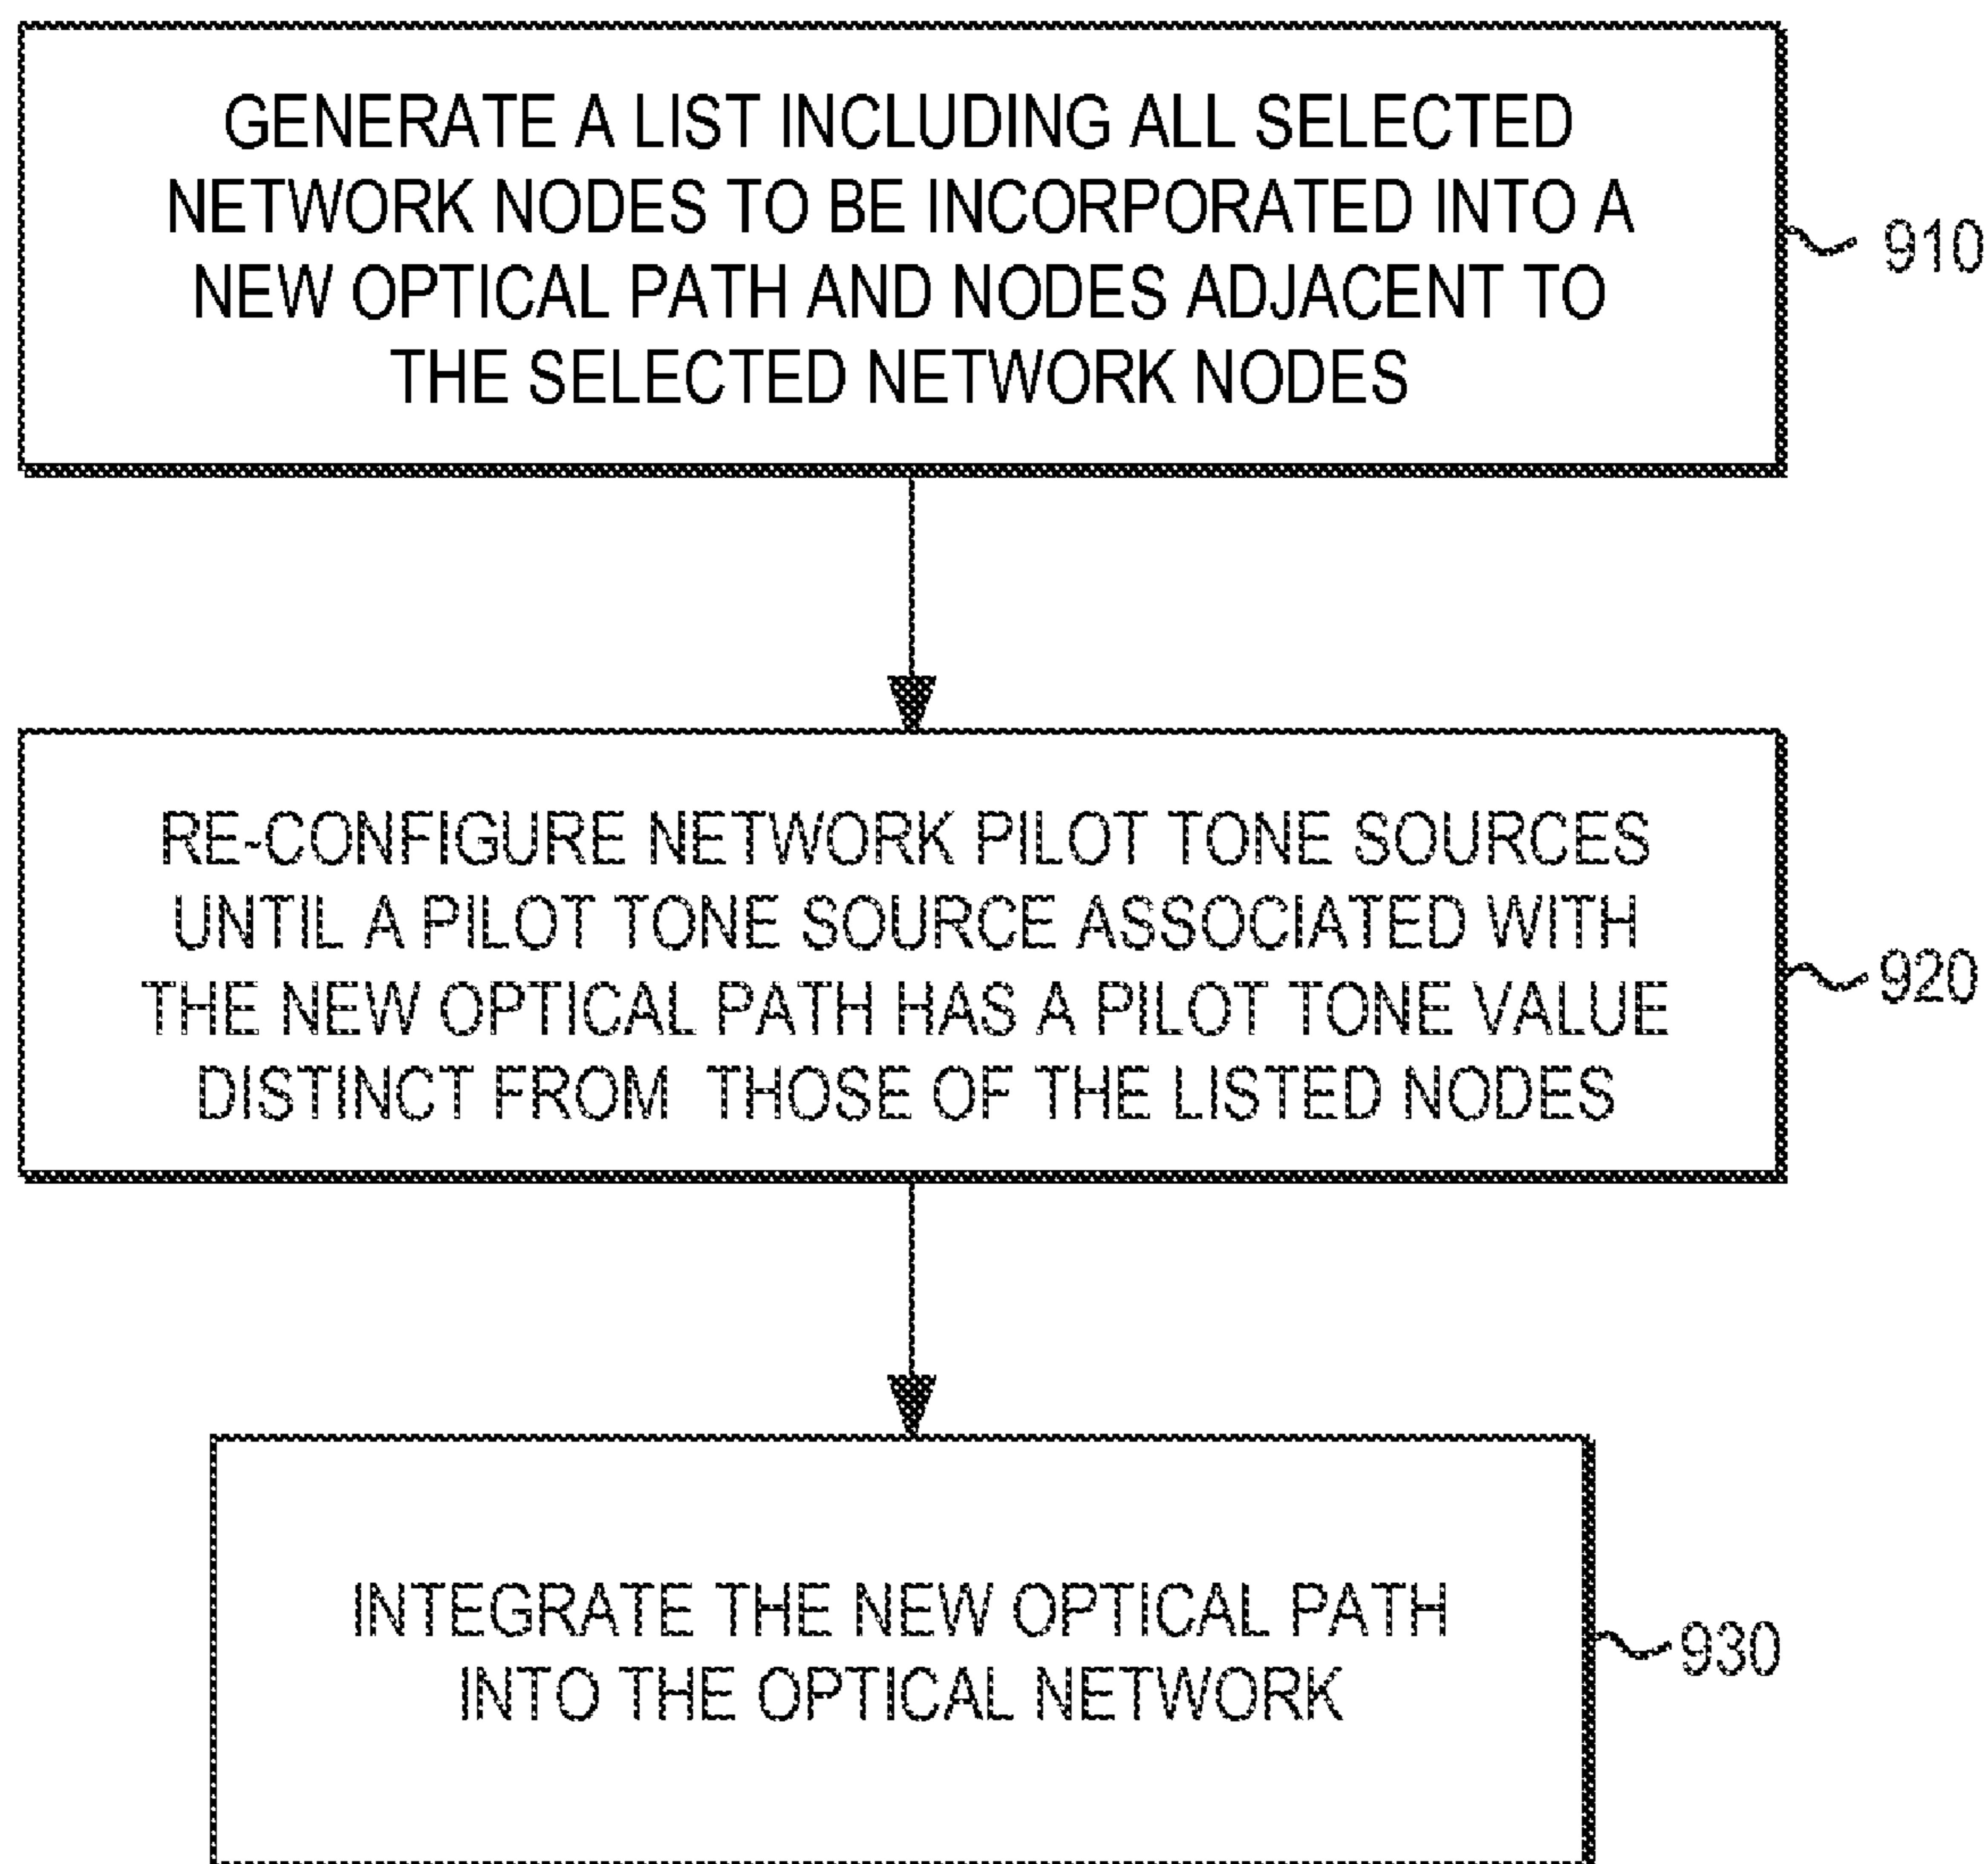 GENERATE A LIST INCLUDING ALL SELECTED
NETWORK NODES TO BE INCORPORATED INTO A
NEW OPTICAL PATH AND NODES ADJACENT TO
THE SELECTED NETWORK NODES
910
RE-CONFIGURE NETWORK PILOT TONE SOURCES
UNTIL A PILOT TONE SOURCE ASSOCIATED WITH
THE NEW OPTICAL PATH HAS A PILOT TONE VALUE
DISTINCT FROM THOSE OF THE LISTED NODES
920
INTEGRATE THE NEW OPTICAL PATH
INTO THE OPTICAL NETWORK
930